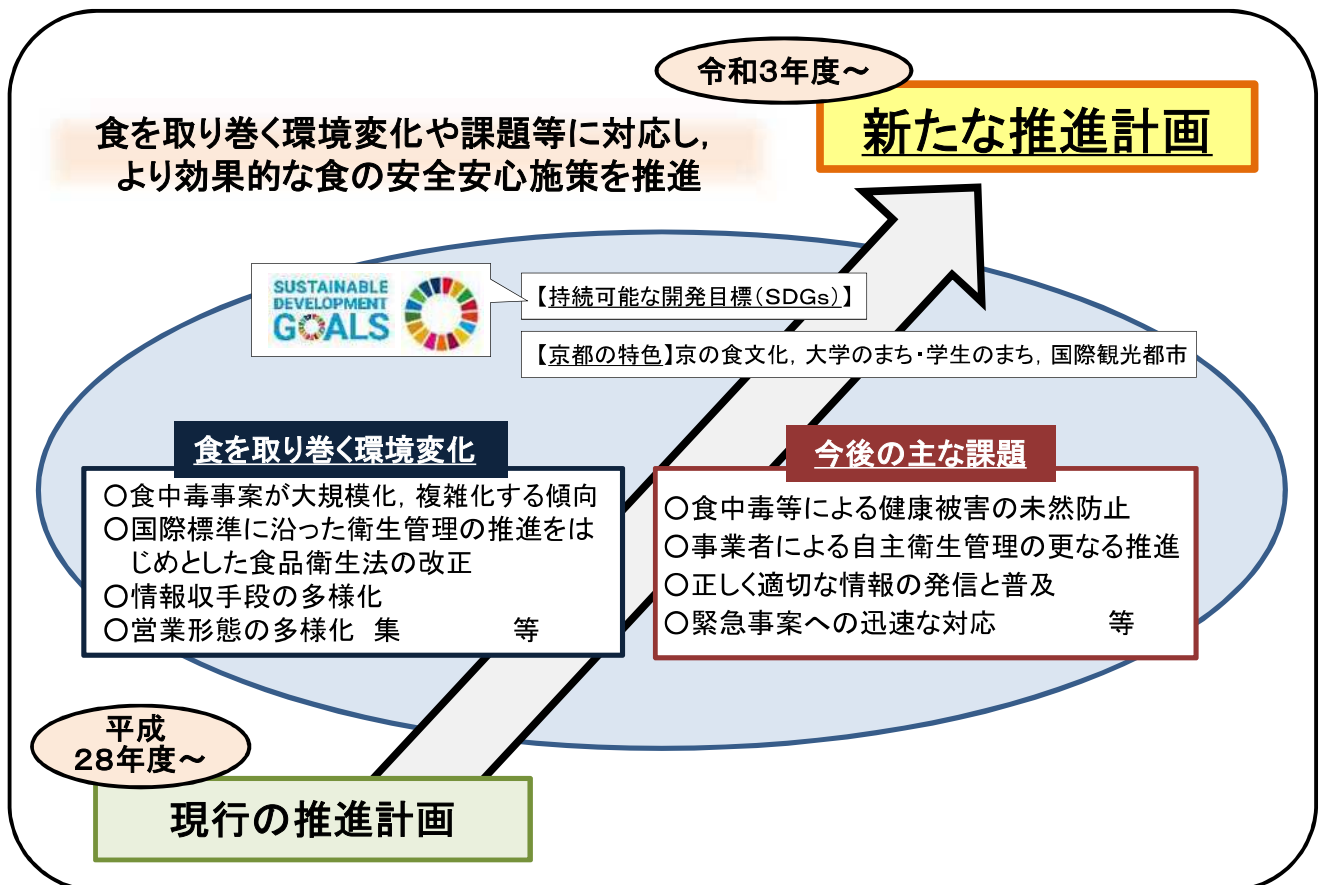 令和3年度~
新たな推進計画
食を取り巻く環境変化や課題等に対応し,
より効果的な食の安全安心施策を推進
SUSTAINABLE
DEVELOPMENT
GOALS
【持続可能な開発目標(SDGs)】
【京都の特色】京の食文化, 大学のまち・学生のまち, 国際観光都市
食を取り巻く環境変化
○食中毒事案が大規模化, 複雑化する傾向
○国際標準に沿った衛生管理の推進をは
じめとした食品衛生法の改正
○情報収手段の多様化
○営業形態の多様化 集 等
今後の主な課題
○食中毒等による健康被害の未然防止
○事業者による自主衛生管理の更なる推進
○正しく適切な情報の発信と普及
○緊急事案への迅速な対応 等
平成
28年度~
現行の推進計画